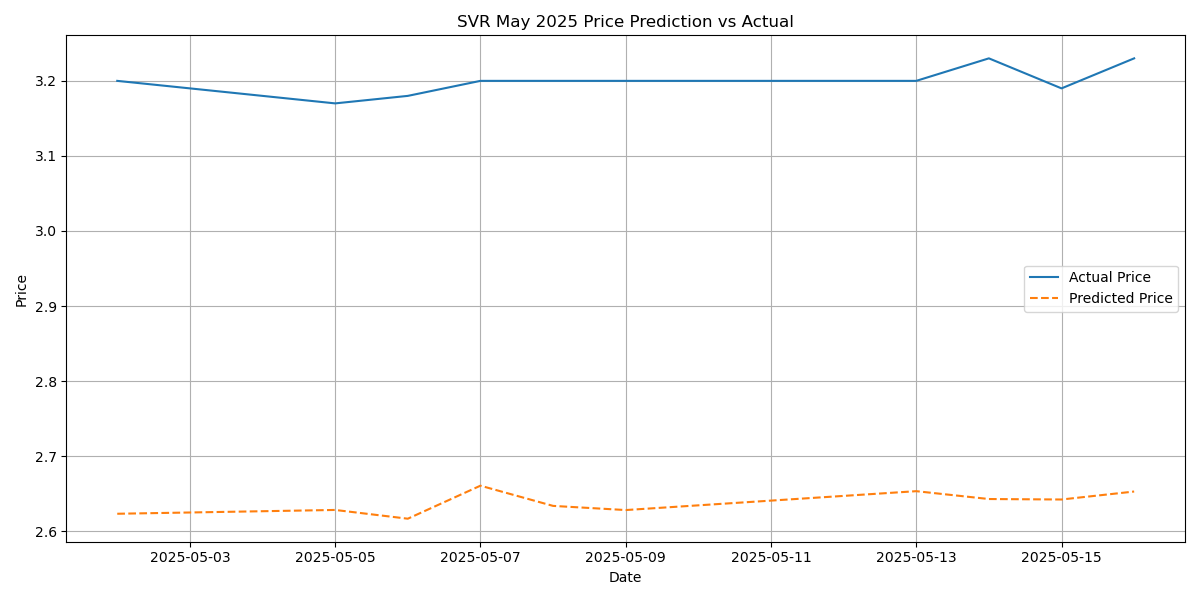 SVR May 2025 Price Prediction vs Actual
Price
3.2
3.1
3.0
2.9
2.8
2.7
2.6
Actual Price
Predicted Price
2025-05-03
2025-05-05
2025-05-07
2025-05-09
2025-05-11
2025-05-13
2025-05-15
Date